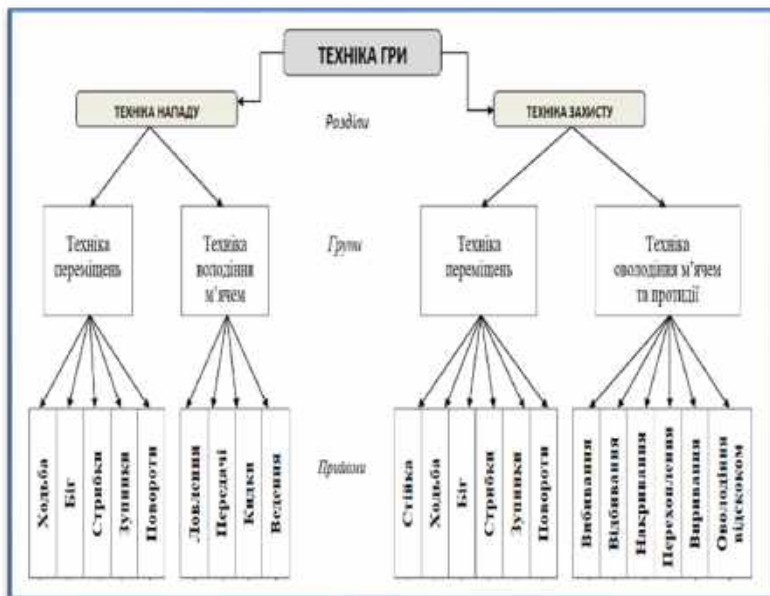 ТЕХНІКА ГРИ
ТЕХНІКА НАПАДУ
Розділи
ТЕХНІКА ЗАХИСТУ
Техніка
переміщень
Техніка
володіння
м'ячем
Групи
Техніка
переміщень
Техніка
оволодіння м'ячем
та протидії
Ходьба
Біг
Стрибки
Зупинки
Повороти
Ловлення
Передачі
Кидки
Ведення
Прийоми
Стійка
Ходьба
Біг
Стрибки
Зупинки
Повороти
Вибивання
Відбивання
Накривання
Перехоплення
Виривання
Оволодіння
відскоком